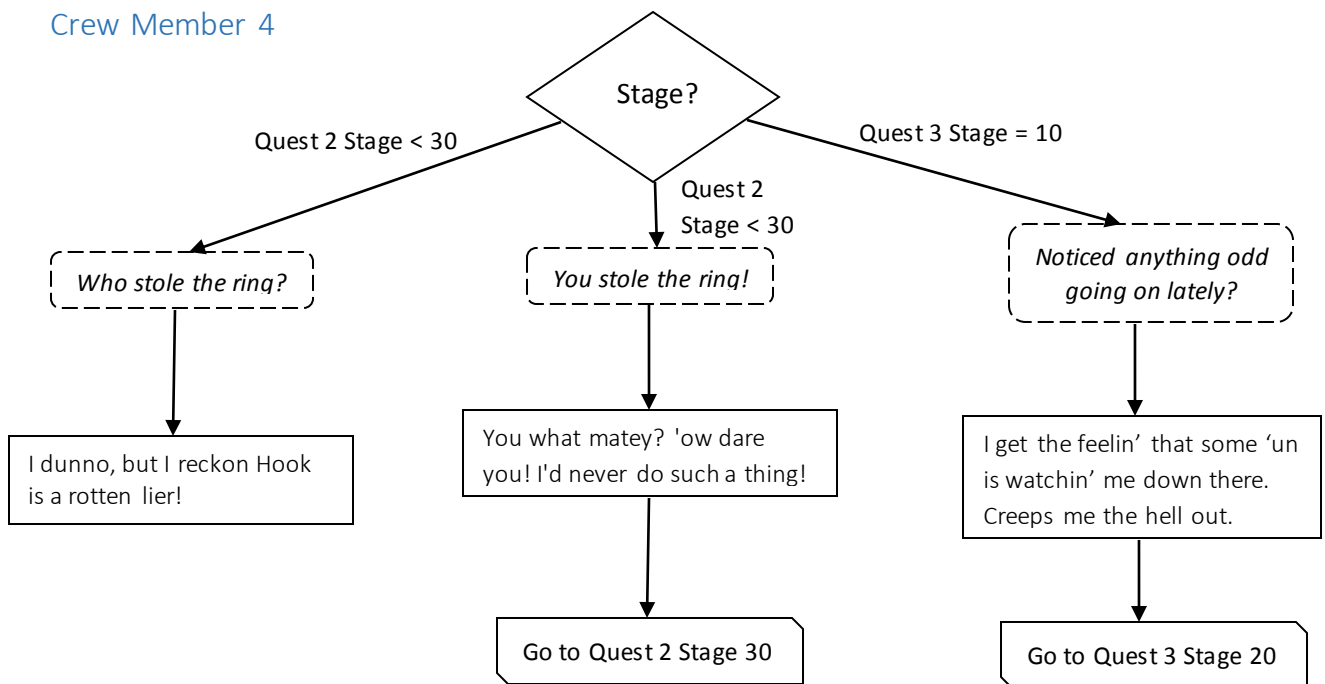 Crew Member 4
Stage?
Quest 2 Stage < 30
Quest 2
Stage < 30
Quest 3 Stage = 10
Who stole the ring?
You stole the ring!
Noticed anything odd
going on lately?
I dunno, but I reckon Hook
is a rotten lier!
You what matey? 'ow dare
you! I'd never do such a thing!
I get the feelin’ that some ‘un
is watchin’ me down there.
Creeps me the hell out.
Go to Quest 2 Stage 30
Go to Quest 3 Stage 20